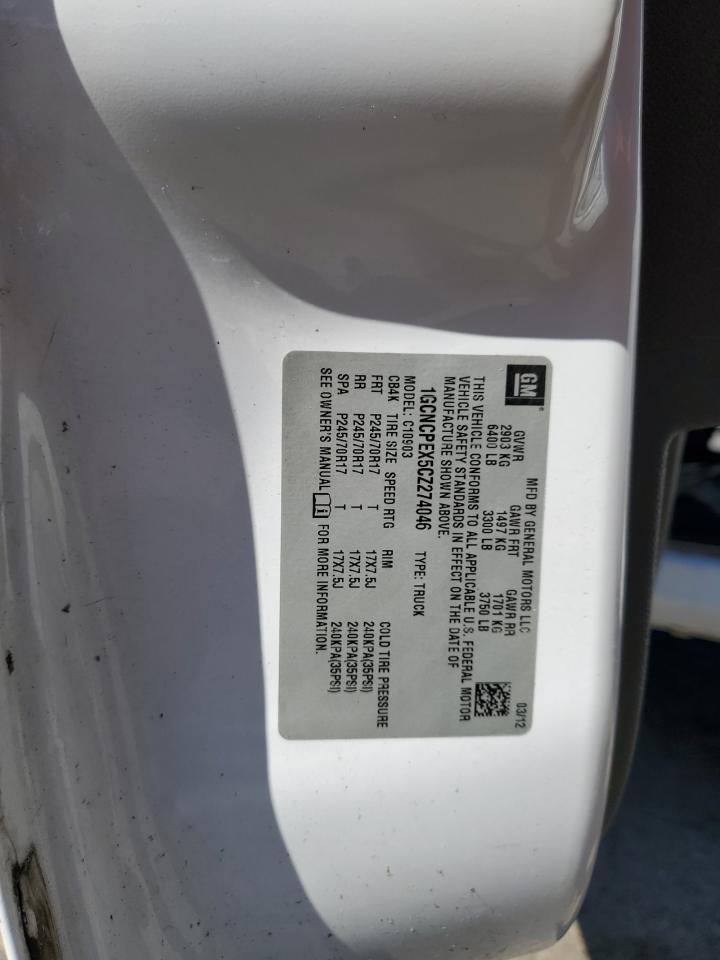 GM
MFD BY GENERAL MOTORS LLC 03/12
GVWR GAWR FRT GAWR RR
2903 KG 1497 KG 1701 KG
6400 LB 3300 LB 3750 LB
THIS VEHICLE CONFORMS TO ALL APPLICABLE U.S. FEDERAL MOTOR
VEHICLE SAFETY STANDARDS IN EFFECT ON THE DATE OF
MANUFACTURE SHOWN ABOVE.
1GCNCPEX5CZ274046 TYPE: TRUCK
MODEL: C10903
CB4K TIRE SIZE SPEED RTG RIM COLD TIRE PRESSURE
FRT P245/70R17 T 17X7.5J 240KPA(35PSI)
RR P245/70R17 T 17X7.5J 240KPA(35PSI)
SPA P245/70R17 T 17X7.5J 240KPA(35PSI)
SEE OWNER'S MANUAL FOR MORE INFORMATION.